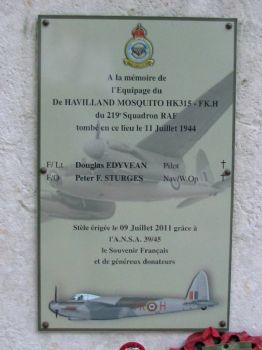 A la mémoire de
l'Equipage du
De HAVILLAND MOSQUITO HK315 - FK.H
du 219e Squadron RAF
tombé en ce lieu le 11 Juillet 1944
F/Lt Douglas EDYVEAN Pilot †
F/O Peter F. STURGES Nav/W.Op †
Stèle érigée le 09 Juillet 2011 grâce à
l'A.N.S.A. 39/45
le Souvenir Français
et de généreux donateurs